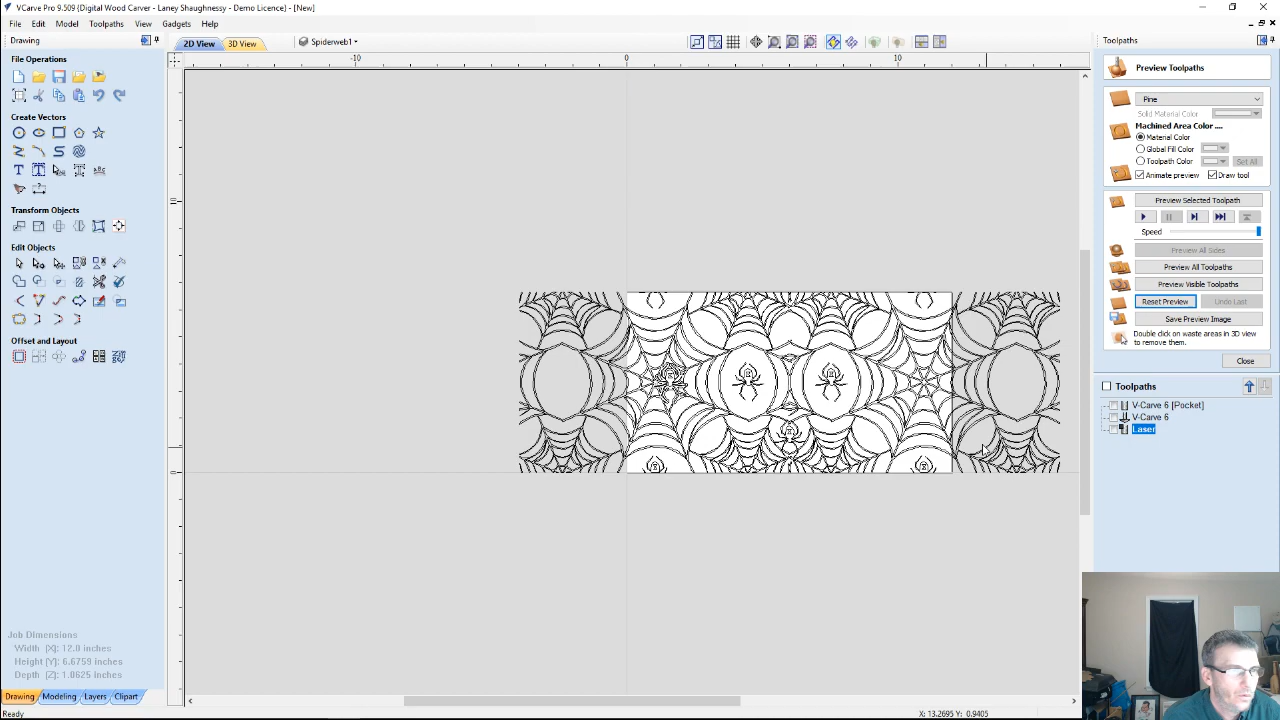 VCarve Pro 9.509 {Digital Wood Carver - Laney Shaughnessy - Demo Licence} - [New]
File Edit Model Toolpaths View Gadgets Help
Drawing
2D View 3D View Spiderweb1
Toolpaths
File Operations
Create Vectors
Transform Objects
Edit Objects
Offset and Layout
-10 0 10
Preview Toolpaths
Pine
Solid Material Color
Machined Area Color ....
Material Color
Global Fill Color
Toolpath Color Set All
Animate preview Draw tool
Preview Selected Toolpath
Speed
Preview All Sides
Preview All Toolpaths
Preview Visible Toolpaths
Reset Preview Undo Last
Save Preview Image
Double click on waste areas in 3D view
to remove them.
Close
Toolpaths
V-Carve 6 [Pocket]
V-Carve 6
Laser
Job Dimensions
Width [X]: 12.0 inches
Height [Y]: 6.6759 inches
Depth [Z]: 1.0625 inches
Drawing Modeling Layers Clipart
Ready
X: 13.2695 Y: 0.9405